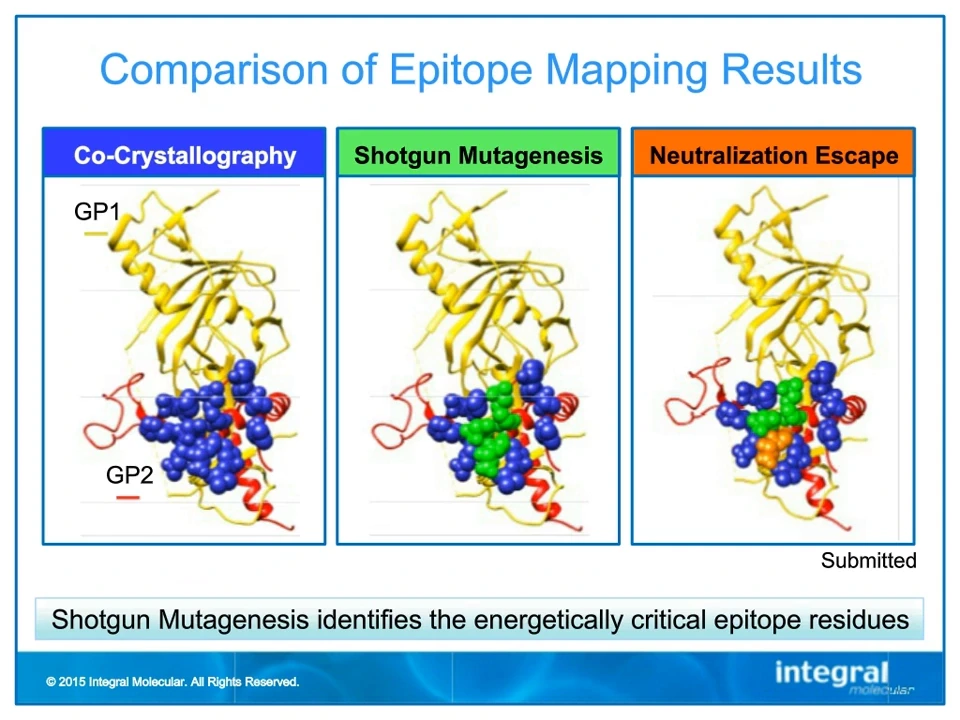 Comparison of Epitope Mapping Results
Co-Crystallography
Shotgun Mutagenesis
Neutralization Escape
GP1
GP2
Submitted
Shotgun Mutagenesis identifies the energetically critical epitope residues
© 2015 Integral Molecular. All Rights Reserved.
integral
molecular